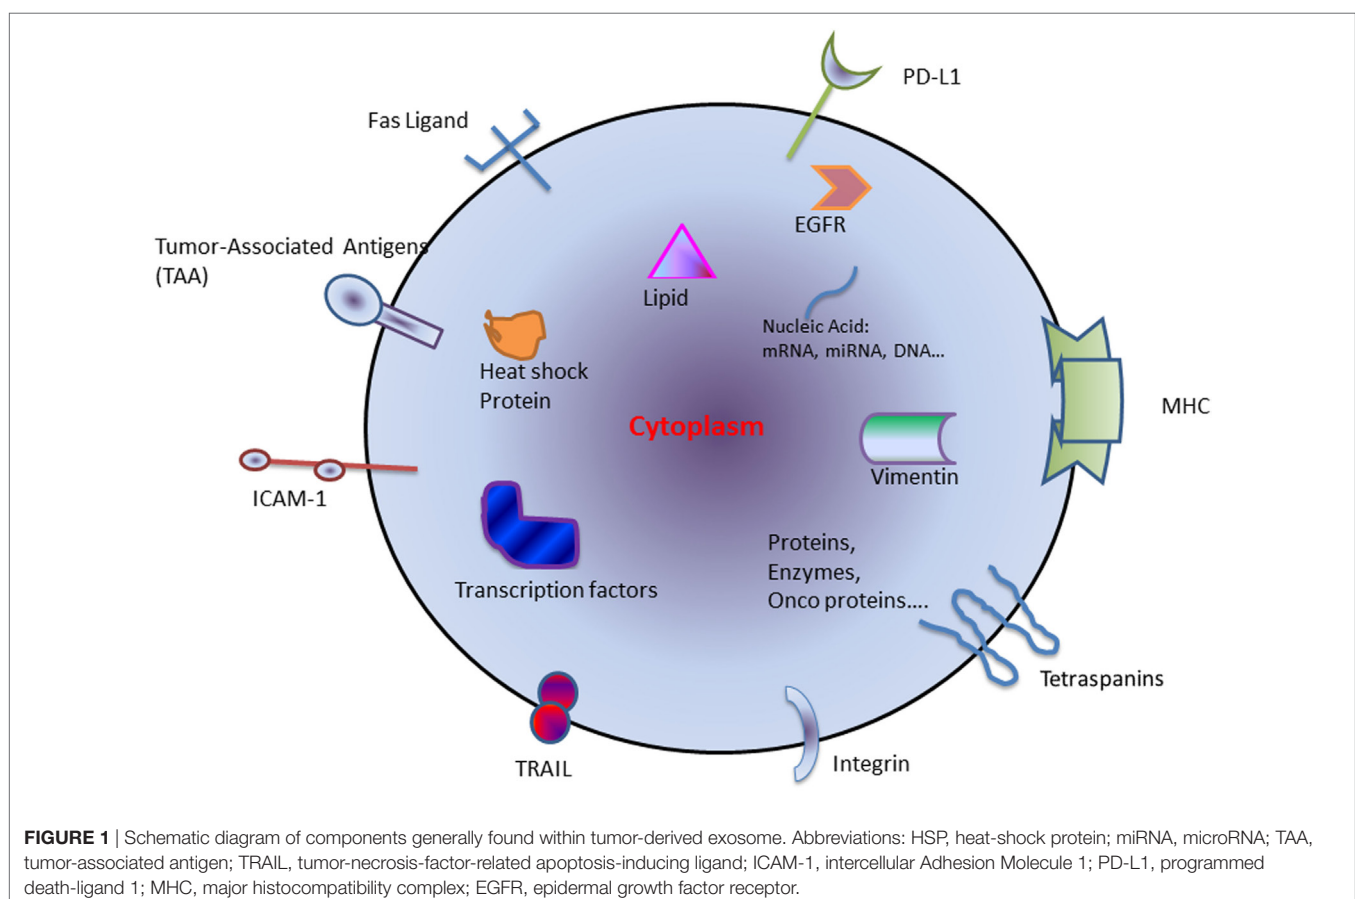 PD-L1
Fas Ligand
EGFR
Tumor-Associated Antigens
(TAA)
Lipid
Nucleic Acid:
mRNA, miRNA, DNA...
Heat shock
Protein
MHC
Cytoplasm
Vimentin
ICAM-1
Proteins,
Enzymes,
Onco proteins....
Transcription factors
Tetraspanins
TRAIL
Integrin
FIGURE 1 | Schematic diagram of components generally found within tumor-derived exosome. Abbreviations: HSP, heat-shock protein; miRNA, microRNA; TAA,
tumor-associated antigen; TRAIL, tumor-necrosis-factor-related apoptosis-inducing ligand; ICAM-1, intercellular Adhesion Molecule 1; PD-L1, programmed
death-ligand 1; MHC, major histocompatibility complex; EGFR, epidermal growth factor receptor.